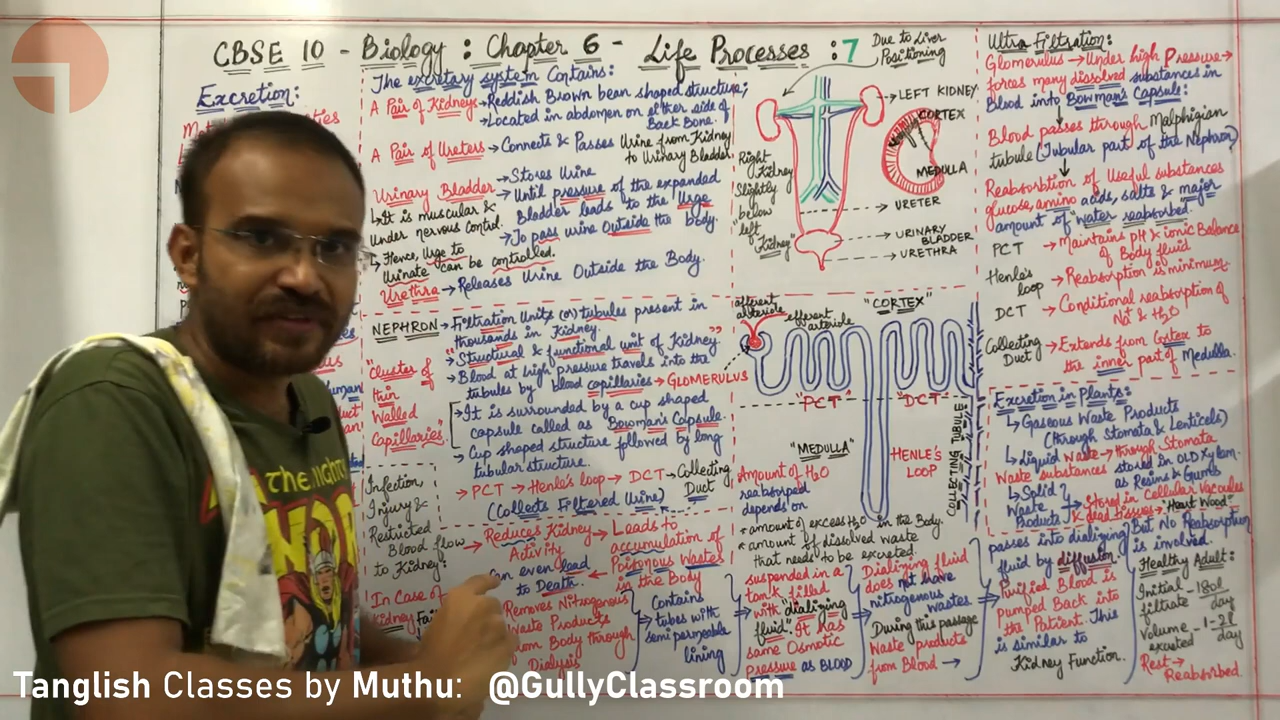 CBSE 10 - Biology : Chapter 6 - Life Processes : 7
Excretion:
The excretary system Contains:
A Pair of Kidneys → Reddish Brown bean shaped structure;
→ Located in abdomen on either side of
Back Bone.
A Pair of Ureters → Connects & Passes Urine from Kidney
to Urinary Bladder
Urinary Bladder → Stores Urine
→ Until pressure of the expanded
Bladder leads to the Urge
→ To pass urine Outside the body.
↳ It is muscular &
under nervous control.
↳ Hence, Urge to
Urinate can be controlled.
Urethra → Releases Urine Outside the Body.
NEPHRON → Filtration Units (or) tubules present in
thousands in Kidney.
→ Structural & functional unit of Kidney.
→ Blood at high pressure travels into the
tubules by blood capillaries → GLOMERULUS
"Cluster of
thin
Walled
Capillaries"
→ It is surrounded by a cup shaped
capsule called as Bowman's Capsule.
→ Cup shaped structure followed by long
tubular structure.
→ PCT → Henle's loop → DCT → Collecting
Duct
(Collects Filtered Urine)
Infection,
Injury &
Restricted
Blood flow
to Kidney:
→ Reduces Kidney
Activity
→ Leads to
accumulation of
Poisonous Wastes
in the Body
Can even lead
to Death.
In Case of
Kidney
Removes Nitrogenous
Waste Products
from Body through
Dialysis
Contains
tubes with
semi permeable
lining
suspended in a
tank filled
with "dializing
fluid". It has
same Osmotic
pressure as BLOOD
Dializing fluid
does not have
nitrogenous
wastes
During this passage
Waste products
from Blood →
passes into dializing
fluid by diffusion.
Purified Blood is
pumped Back into
the Patient. This
is similar to
Kidney Function.
But No Reabsorption
is involved.
Healthy Adult:
Initial - 180l
filtrate /day
Volume - 1-2l
excreted /day
Rest →
Reabsorbed
Due to Liver
Positioning
LEFT KIDNEY
CORTEX
MEDULLA
Right
Kidney
Slightly
below
"left
Kidney"
URETER
URINARY
BLADDER
URETHRA
afferent
arteriole
efferent
arteriole
"CORTEX"
"PCT"
"DCT"
"MEDULLA"
HENLE'S
LOOP
COLLECTING TUBULE
Amount of H2O
reabsorbed
depends on
* amount of excess H2O in the Body.
* amount of dissolved waste
that needs to be excreted.
Ultra Filtration:
Glomerulus → Under high Pressure →
forces many dissolved substances in
Blood into Bowman's Capsule:
Blood passes through Malphigian
tubule (Tubular part of the Nephron)
Reabsorbtion of Useful substances
glucose, amino acids, salts & major
amount of water reabsorbed.
PCT → Maintains pH & ionic Balance
of Body fluid
Henle's
loop → Reabsorption is minimum.
DCT → Conditional reabsorption of
Na+ & H2O
Collecting
Duct → Extends from Cortex to
the inner part of Medulla.
Excretion in Plants:
↳ Gaseous Waste Products
(through Stomata & Lenticels)
↳ Liquid Waste → through Stomata
Waste substances stored in OLD Xylem
as Resins & Gums
↳ Solid
Waste
Products
→ Stored in Cellular Vacuoles
& dead tissues → "Heart Wood"
Tanglish Classes by Muthu: @GullyClassroom